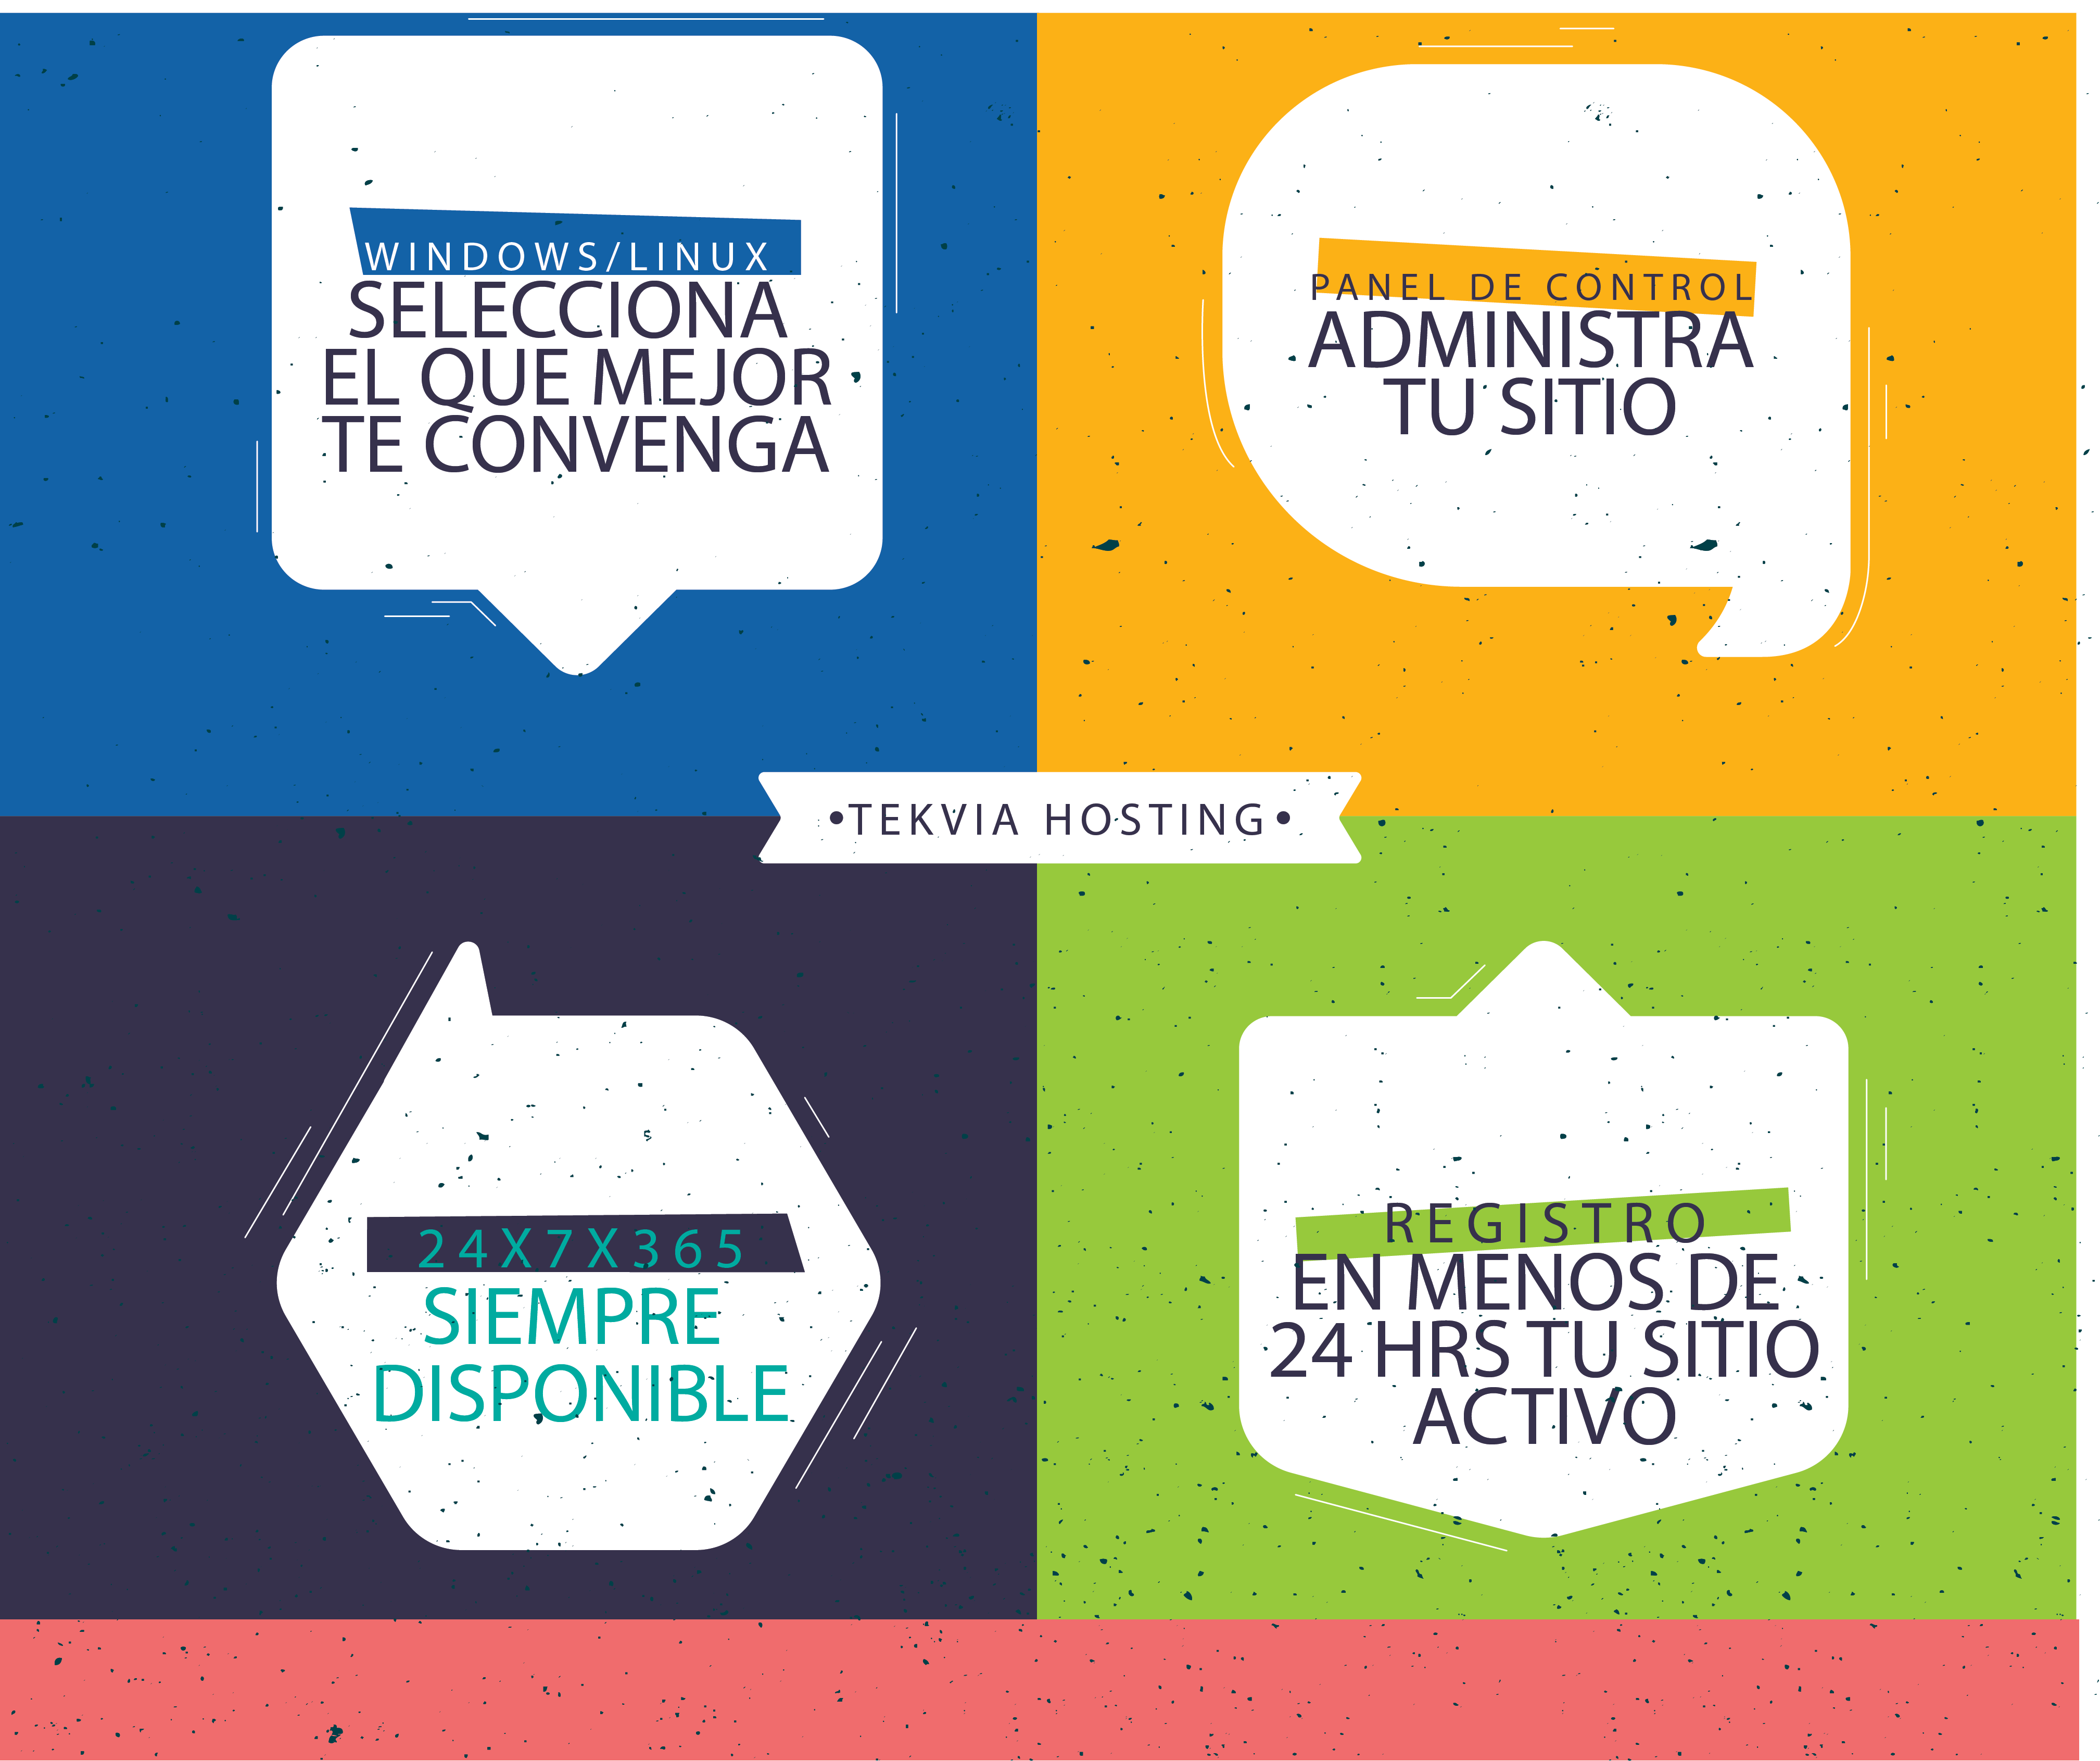 WINDOWS/LINUX
SELECCIONA
EL QUE MEJOR
TE CONVENGA
PANEL DE CONTROL
ADMINISTRA
TU SITIO
•TEKVIA HOSTING•
24X7X365
SIEMPRE
DISPONIBLE
REGISTRO
EN MENOS DE
24 HRS TU SITIO
ACTIVO